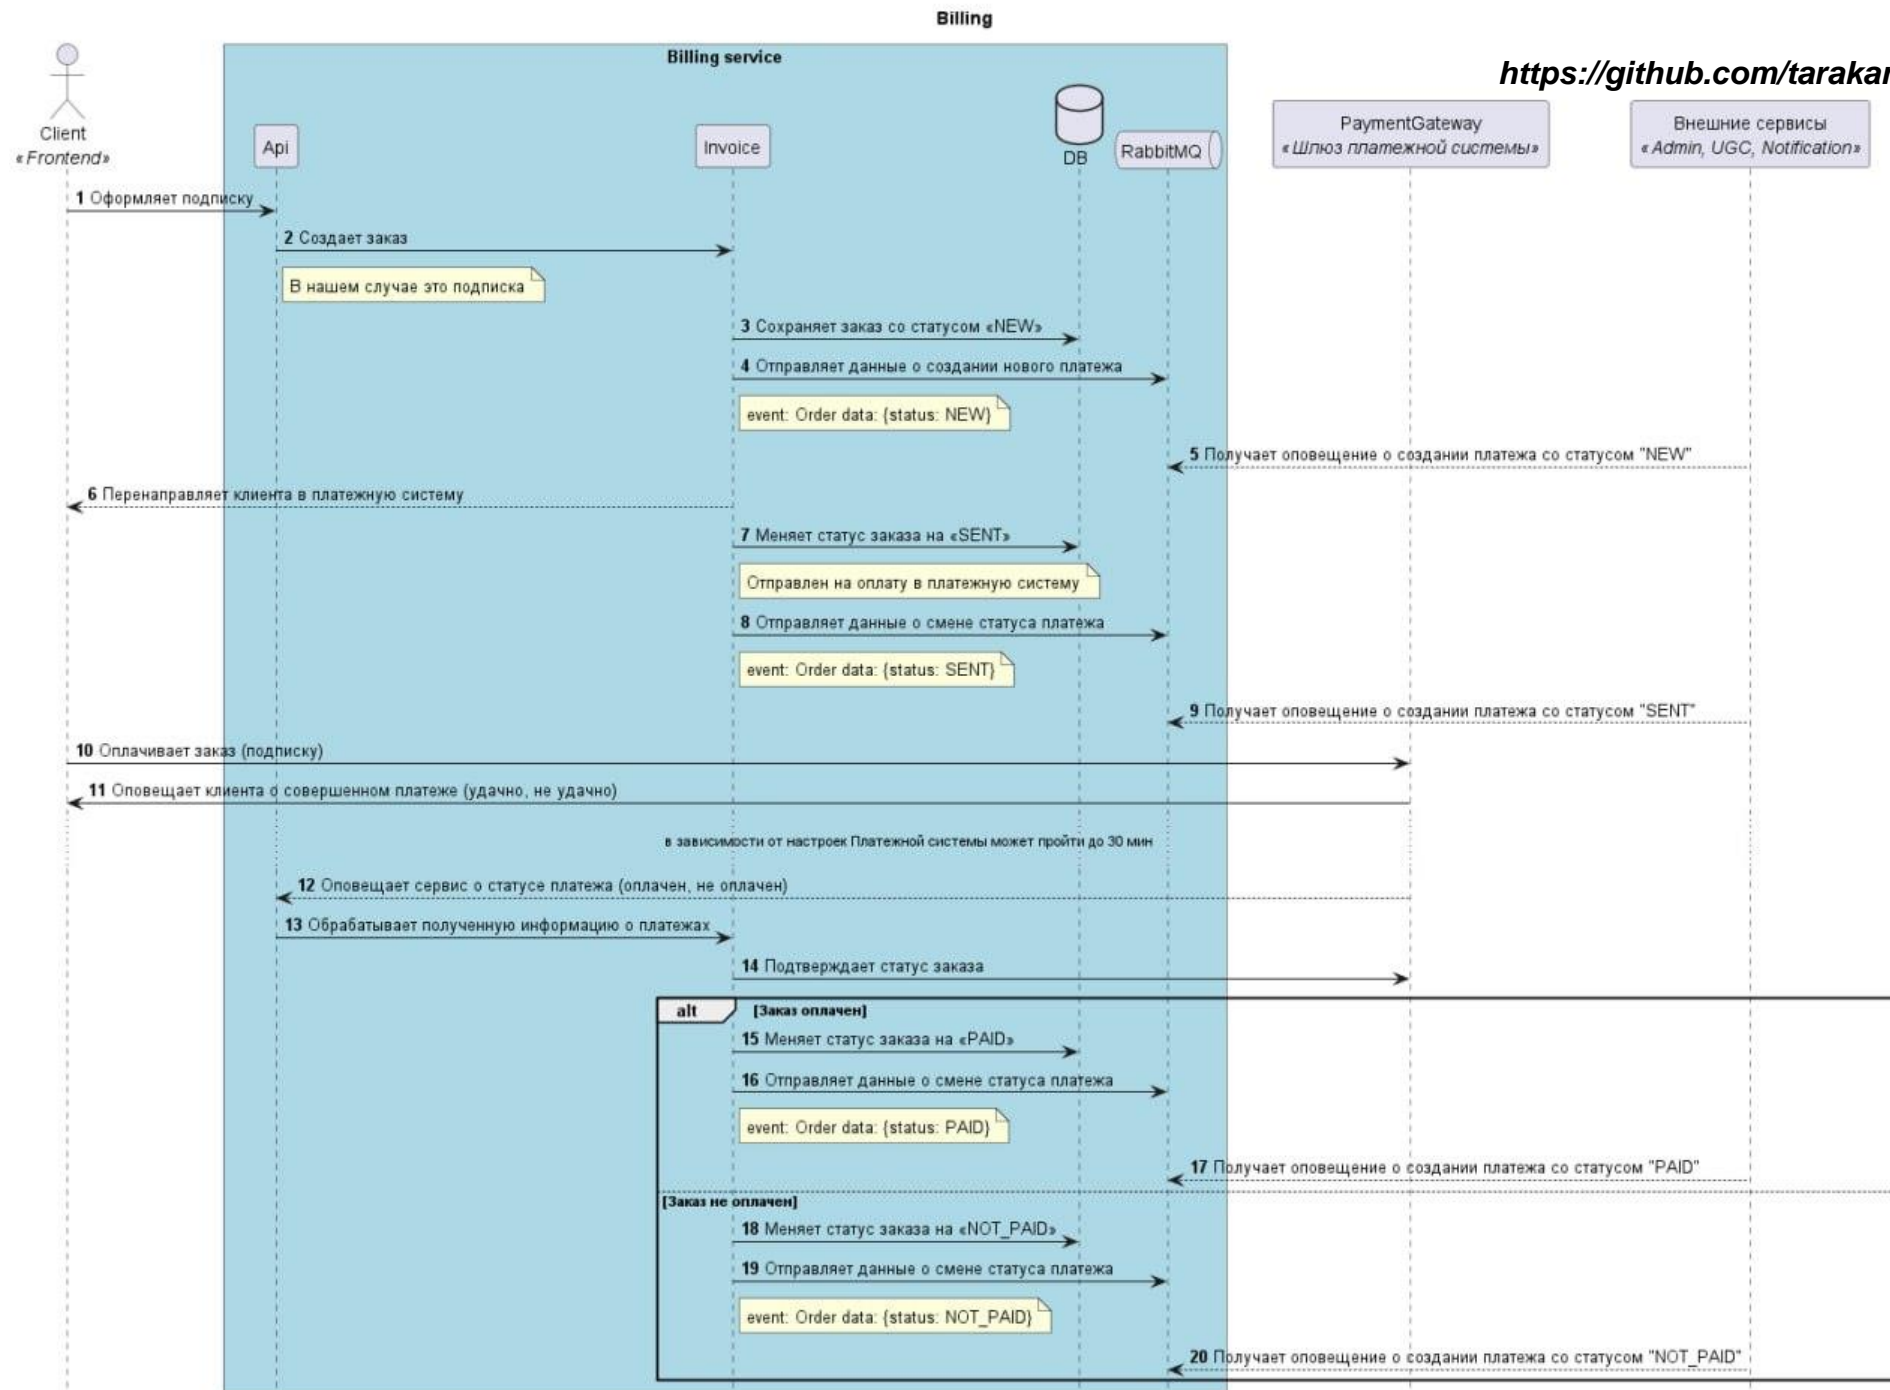 Billing
Billing service
https://github.com/tarakan
Client
«Frontend»
Api
Invoice
DB
RabbitMQ
PaymentGateway
«Шлюз платежной системы»
Внешние сервисы
«Admin, UGC, Notification»
1 Оформляет подписку
2 Создает заказ
В нашем случае это подписка
3 Сохраняет заказ со статусом «NEW»
4 Отправляет данные о создании нового платежа
event: Order data: {status: NEW}
5 Получает оповещение о создании платежа со статусом "NEW"
6 Перенаправляет клиента в платежную систему
7 Меняет статус заказа на «SENT»
Отправлен на оплату в платежную систему
8 Отправляет данные о смене статуса платежа
event: Order data: {status: SENT}
9 Получает оповещение о создании платежа со статусом "SENT"
10 Оплачивает заказ (подписку)
11 Оповещает клиента о совершенном платеже (удачно, не удачно)
в зависимости от настроек Платежной системы может пройти до 30 мин
12 Оповещает сервис о статусе платежа (оплачен, не оплачен)
13 Обрабатывает полученную информацию о платежах
14 Подтверждает статус заказа
alt [Заказ оплачен]
15 Меняет статус заказа на «PAID»
16 Отправляет данные о смене статуса платежа
event: Order data: {status: PAID}
17 Получает оповещение о создании платежа со статусом "PAID"
[Заказ не оплачен]
18 Меняет статус заказа на «NOT_PAID»
19 Отправляет данные о смене статуса платежа
event: Order data: {status: NOT_PAID}
20 Получает оповещение о создании платежа со статусом "NOT_PAID"